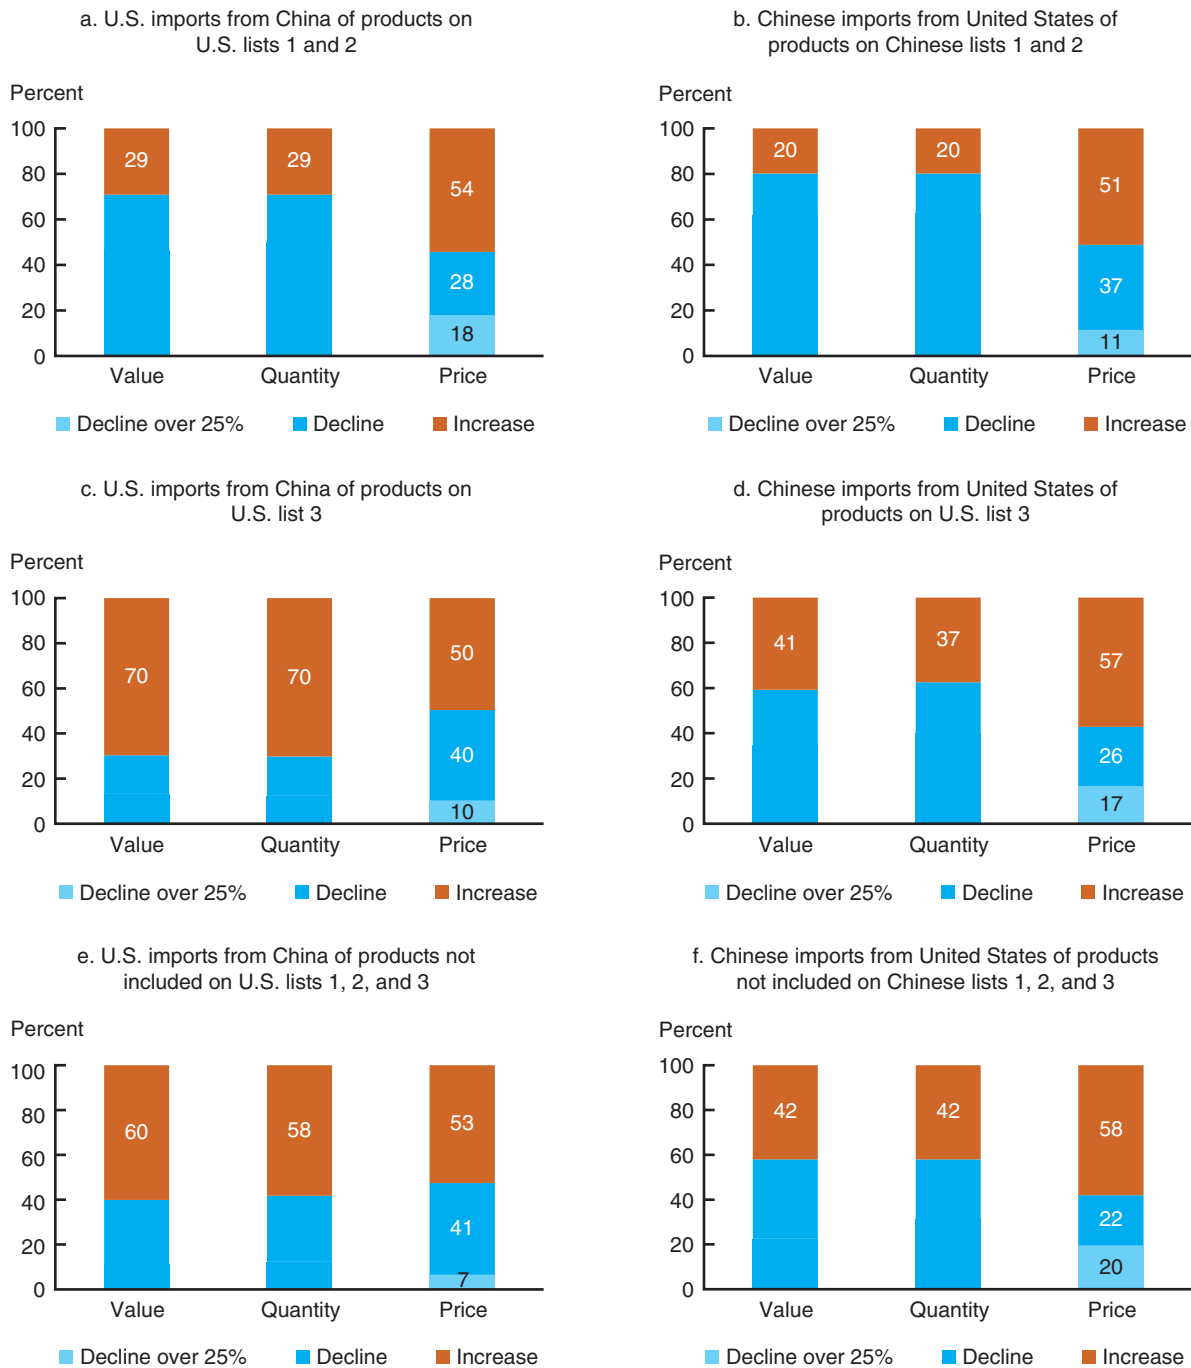 a. U.S. imports from China of products on
U.S. lists 1 and 2
Percent
100
80
60
40
20
0
29
29
54
28
18
Value Quantity Price
Decline over 25% Decline Increase
b. Chinese imports from United States of
products on Chinese lists 1 and 2
Percent
100
80
60
40
20
0
20
20
51
37
11
Value Quantity Price
Decline over 25% Decline Increase
c. U.S. imports from China of products on
U.S. list 3
Percent
100
80
60
40
20
0
70
70
50
40
10
Value Quantity Price
Decline over 25% Decline Increase
d. Chinese imports from United States of
products on U.S. list 3
Percent
100
80
60
40
20
0
41
37
57
26
17
Value Quantity Price
Decline over 25% Decline Increase
e. U.S. imports from China of products not
included on U.S. lists 1, 2, and 3
Percent
100
80
60
40
20
0
60
58
53
41
7
Value Quantity Price
Decline over 25% Decline Increase
f. Chinese imports from United States of products
not included on Chinese lists 1, 2, and 3
Percent
100
80
60
40
20
0
42
42
58
22
20
Value Quantity Price
Decline over 25% Decline Increase